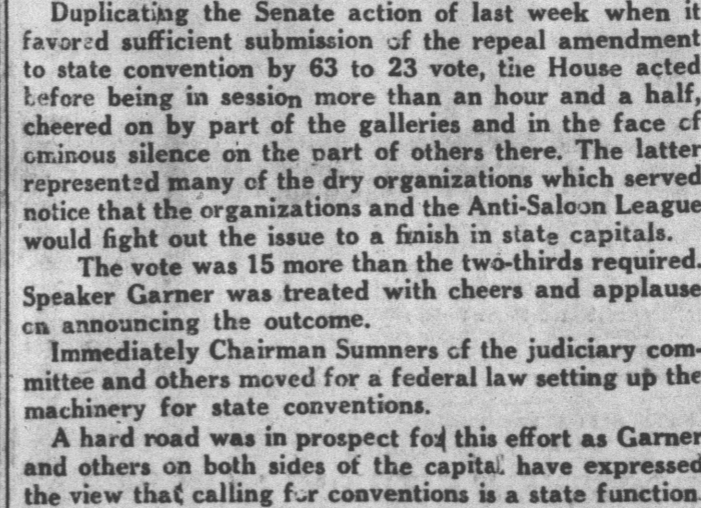 Duplicating the Senate action of last week when it
favored sufficient submission of the repeal amendment
to state convention by 63 to 23 vote, the House acted
before being in session more than an hour and a half,
cheered on by part of the galleries and in the face of
ominous silence on the part of others there. The latter
represented many of the dry organizations which served
notice that the organizations and the Anti-Saloon League
would fight out the issue to a finish in state capitals.
The vote was 15 more than the two-thirds required.
Speaker Garner was treated with cheers and applause
on announcing the outcome.
Immediately Chairman Sumners of the judiciary com-
mittee and others moved for a federal law setting up the
machinery for state conventions.
A hard road was in prospect for this effort as Garner
and others on both sides of the capital have expressed
the view that calling for conventions is a state function.